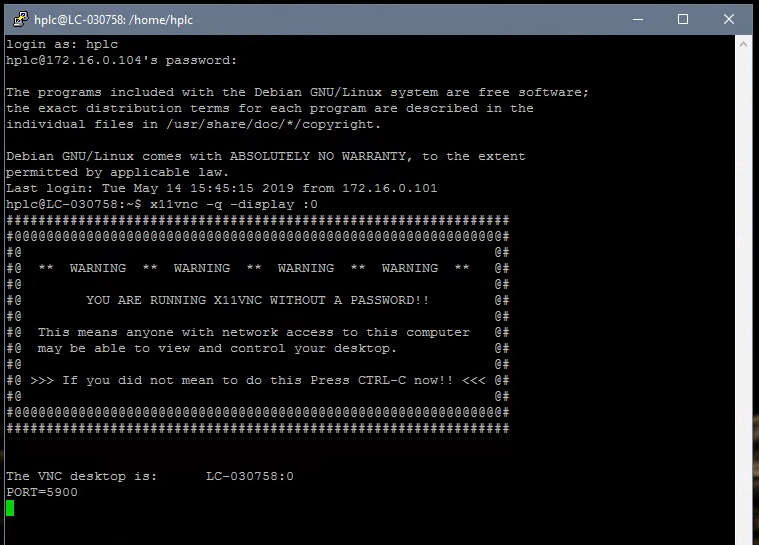 hplc@LC-030758: /home/hplc
login as: hplc
hplc@172.16.0.104's password:
The programs included with the Debian GNU/Linux system are free software;
the exact distribution terms for each program are described in the
individual files in /usr/share/doc/*/copyright.
Debian GNU/Linux comes with ABSOLUTELY NO WARRANTY, to the extent
permitted by applicable law.
Last login: Tue May 14 15:45:15 2019 from 172.16.0.101
hplc@LC-030758:~$ x11vnc -q -display :0
###############################################################
#@@@@@@@@@@@@@@@@@@@@@@@@@@@@@@@@@@@@@@@@@@@@@@@@@@@@@@@@@@@@@#
#@                                                           @#
#@  **  WARNING  **  WARNING  **  WARNING  **  WARNING  **   @#
#@                                                           @#
#@        YOU ARE RUNNING X11VNC WITHOUT A PASSWORD!!        @#
#@                                                           @#
#@  This means anyone with network access to this computer   @#
#@  may be able to view and control your desktop.            @#
#@                                                           @#
#@ >>> If you did not mean to do this Press CTRL-C now!! <<< @#
#@                                                           @#
#@@@@@@@@@@@@@@@@@@@@@@@@@@@@@@@@@@@@@@@@@@@@@@@@@@@@@@@@@@@@@#
###############################################################
The VNC desktop is:      LC-030758:0
PORT=5900